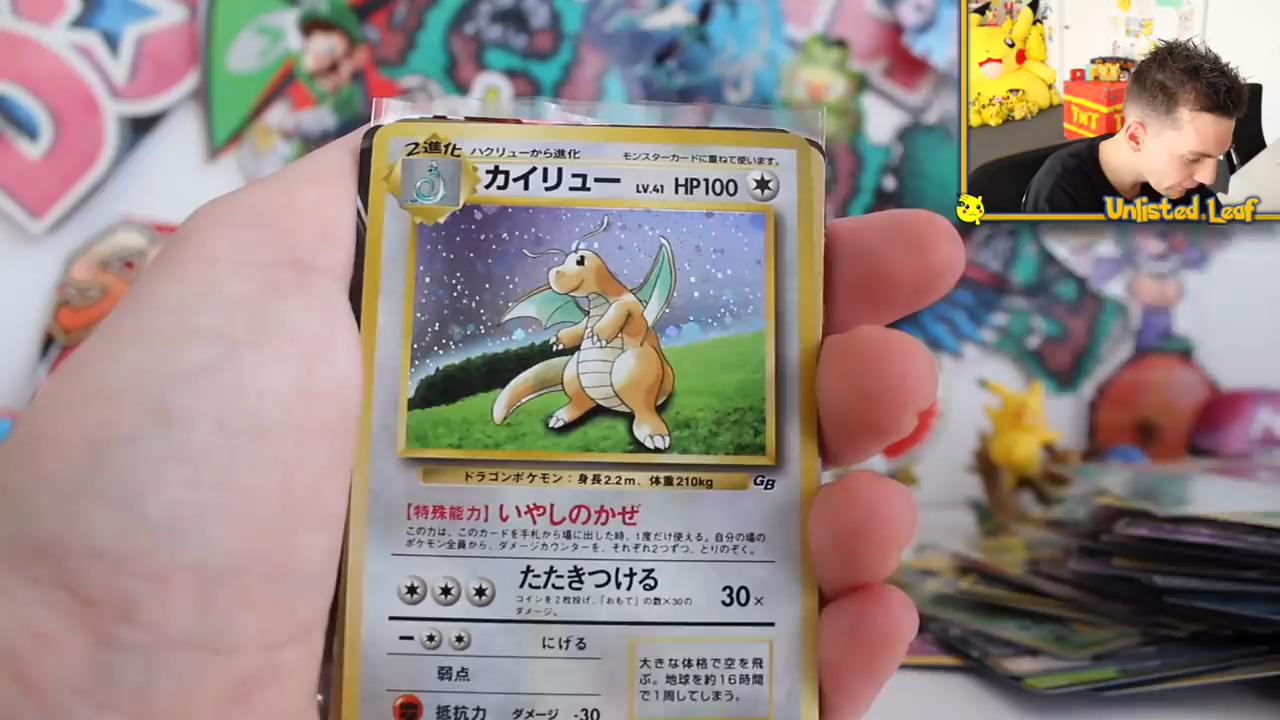 2進化
ハクリューから進化
モンスターカードに重ねて使います。
カイリュー LV.41 HP100
ドラゴンポケモン：身長2.2m、体重210kg
GB
【特殊能力】いやしのかぜ
この力は、このカードを手札から場に出した時、1度だけ使える。自分の場の
ポケモン全員から、ダメージカウンターを、それぞれ2つずつ、とりのぞく。
たたきつける
コインを2枚投げ、「おもて」の数×30の
ダメージ。
30×
ー にげる
弱点
抵抗力 ダメージ -30
大きな体格で空を飛
ぶ。地球を約16時間
で1周してしまう。
TNT
Unlisted Leaf